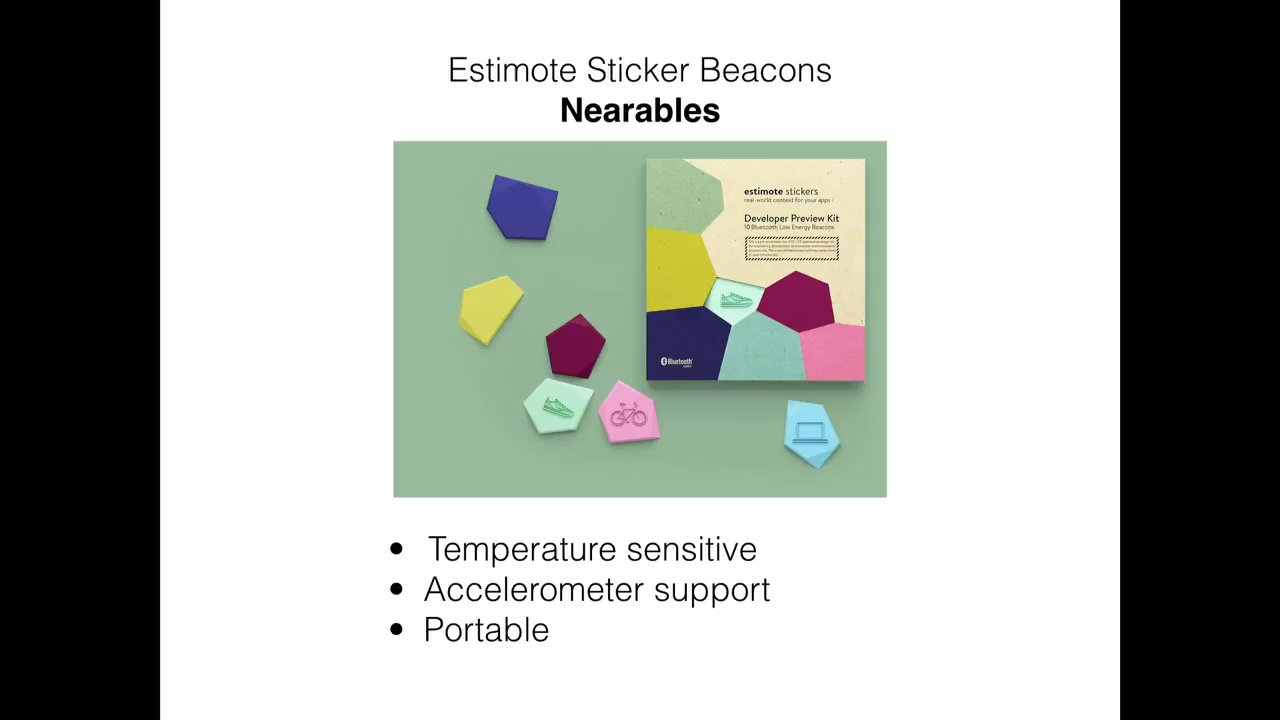 Estimote Sticker Beacons
Nearables
estimote stickers
real-world context for your apps
Developer Preview Kit
10 Bluetooth Low Energy Beacons
Bluetooth
• Temperature sensitive
• Accelerometer support
• Portable